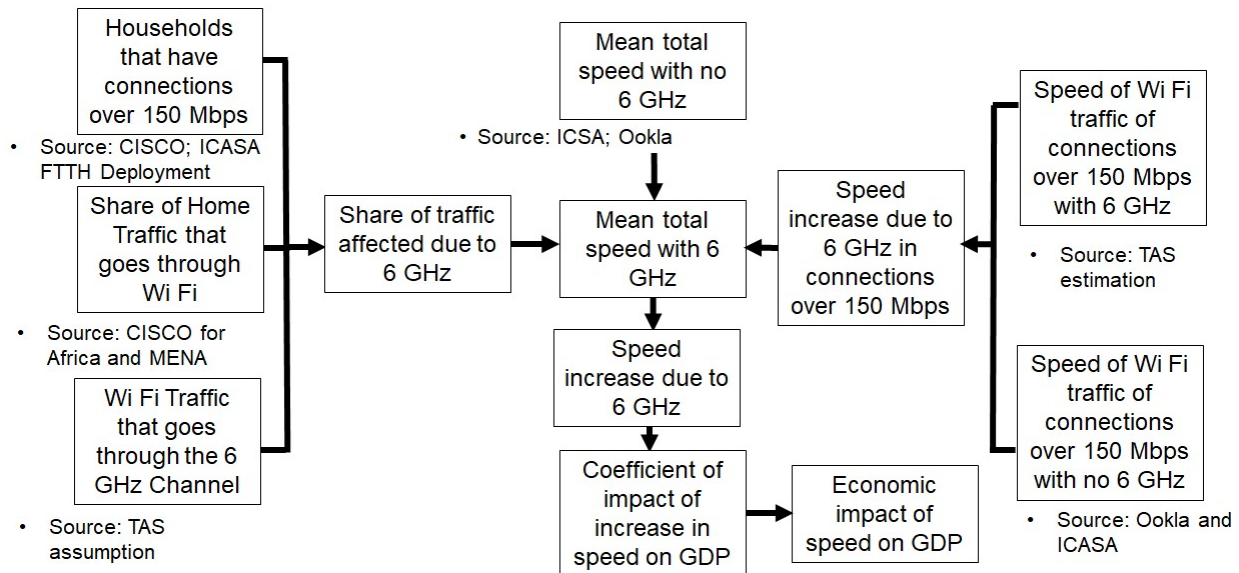 Households
that have
connections
over 150 Mbps
• Source: CISCO; ICASA
FTTH Deployment
Share of Home
Traffic that
goes through
Wi Fi
• Source: CISCO for
Africa and MENA
Wi Fi Traffic
that goes
through the 6
GHz Channel
• Source: TAS
assumption
Share of traffic
affected due to
6 GHz
Mean total
speed with no
6 GHz
• Source: ICSA; Ookla
Mean total
speed with 6
GHz
Speed
increase due to
6 GHz
Coefficient of
impact of
increase in
speed on GDP
Economic
impact of
speed on GDP
Speed
increase due to
6 GHz in
connections
over 150 Mbps
Speed of Wi Fi
traffic of
connections
over 150 Mbps
with 6 GHz
• Source: TAS
estimation
Speed of Wi Fi
traffic of
connections
over 150 Mbps
with no 6 GHz
• Source: Ookla and
ICASA